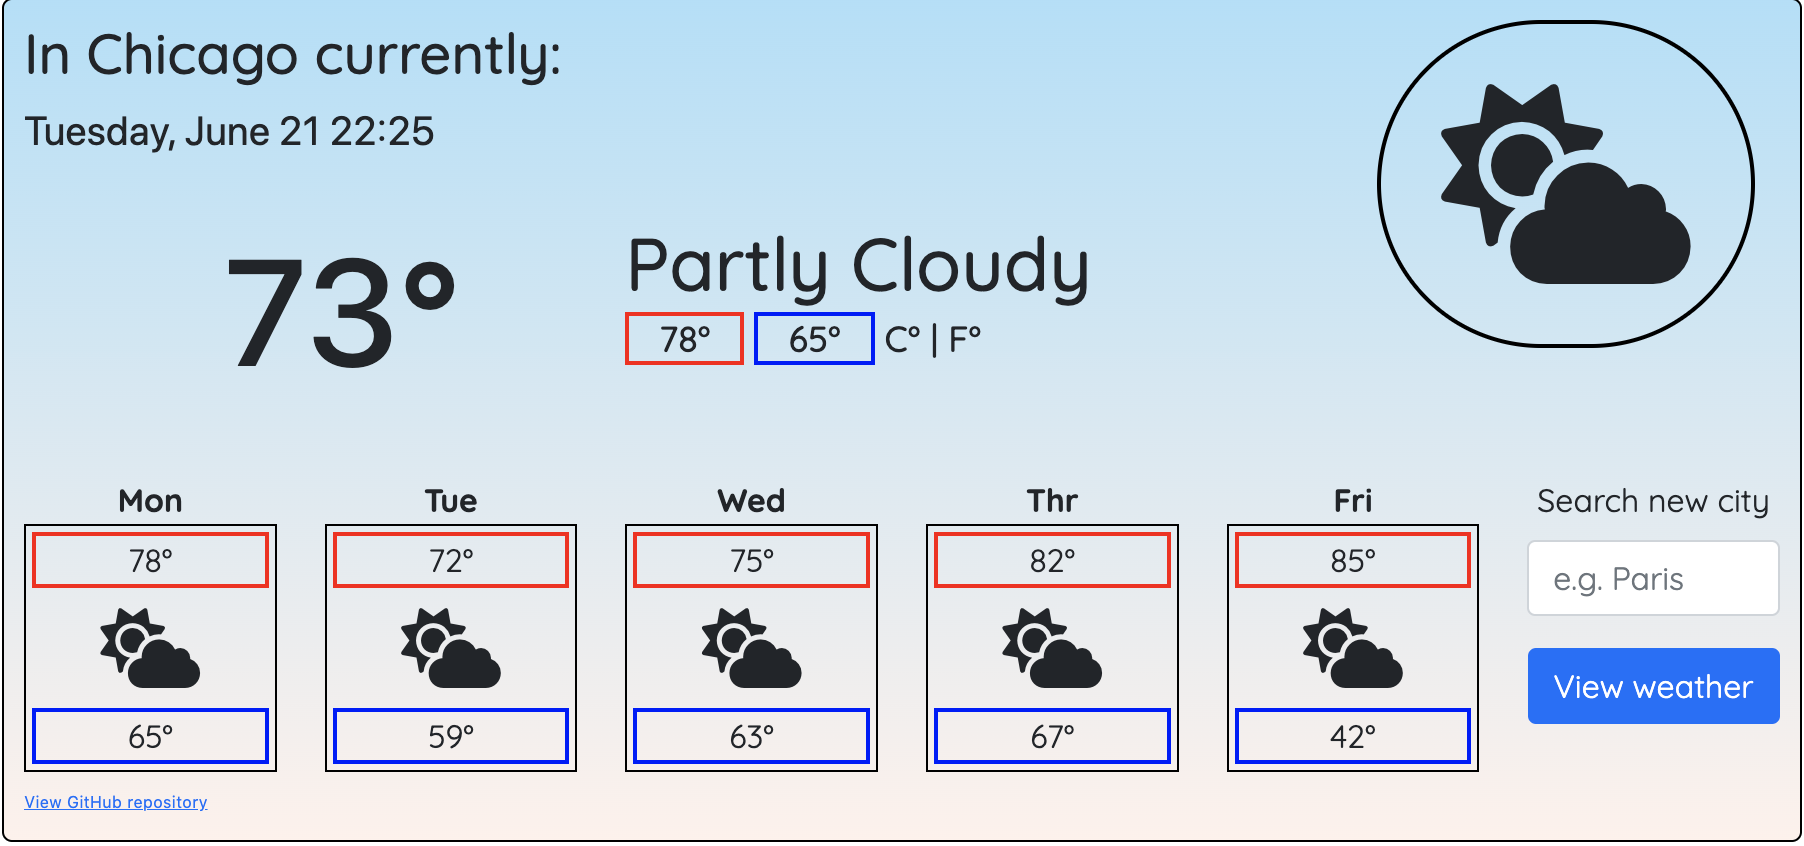 In Chicago currently:
Tuesday, June 21 22:25
73°
Partly Cloudy
78° 65° C° | F°
Mon Tue Wed Thr Fri Search new city
78° 72° 75° 82° 85°
e.g. Paris
View weather
65° 59° 63° 67° 42°
View GitHub repository